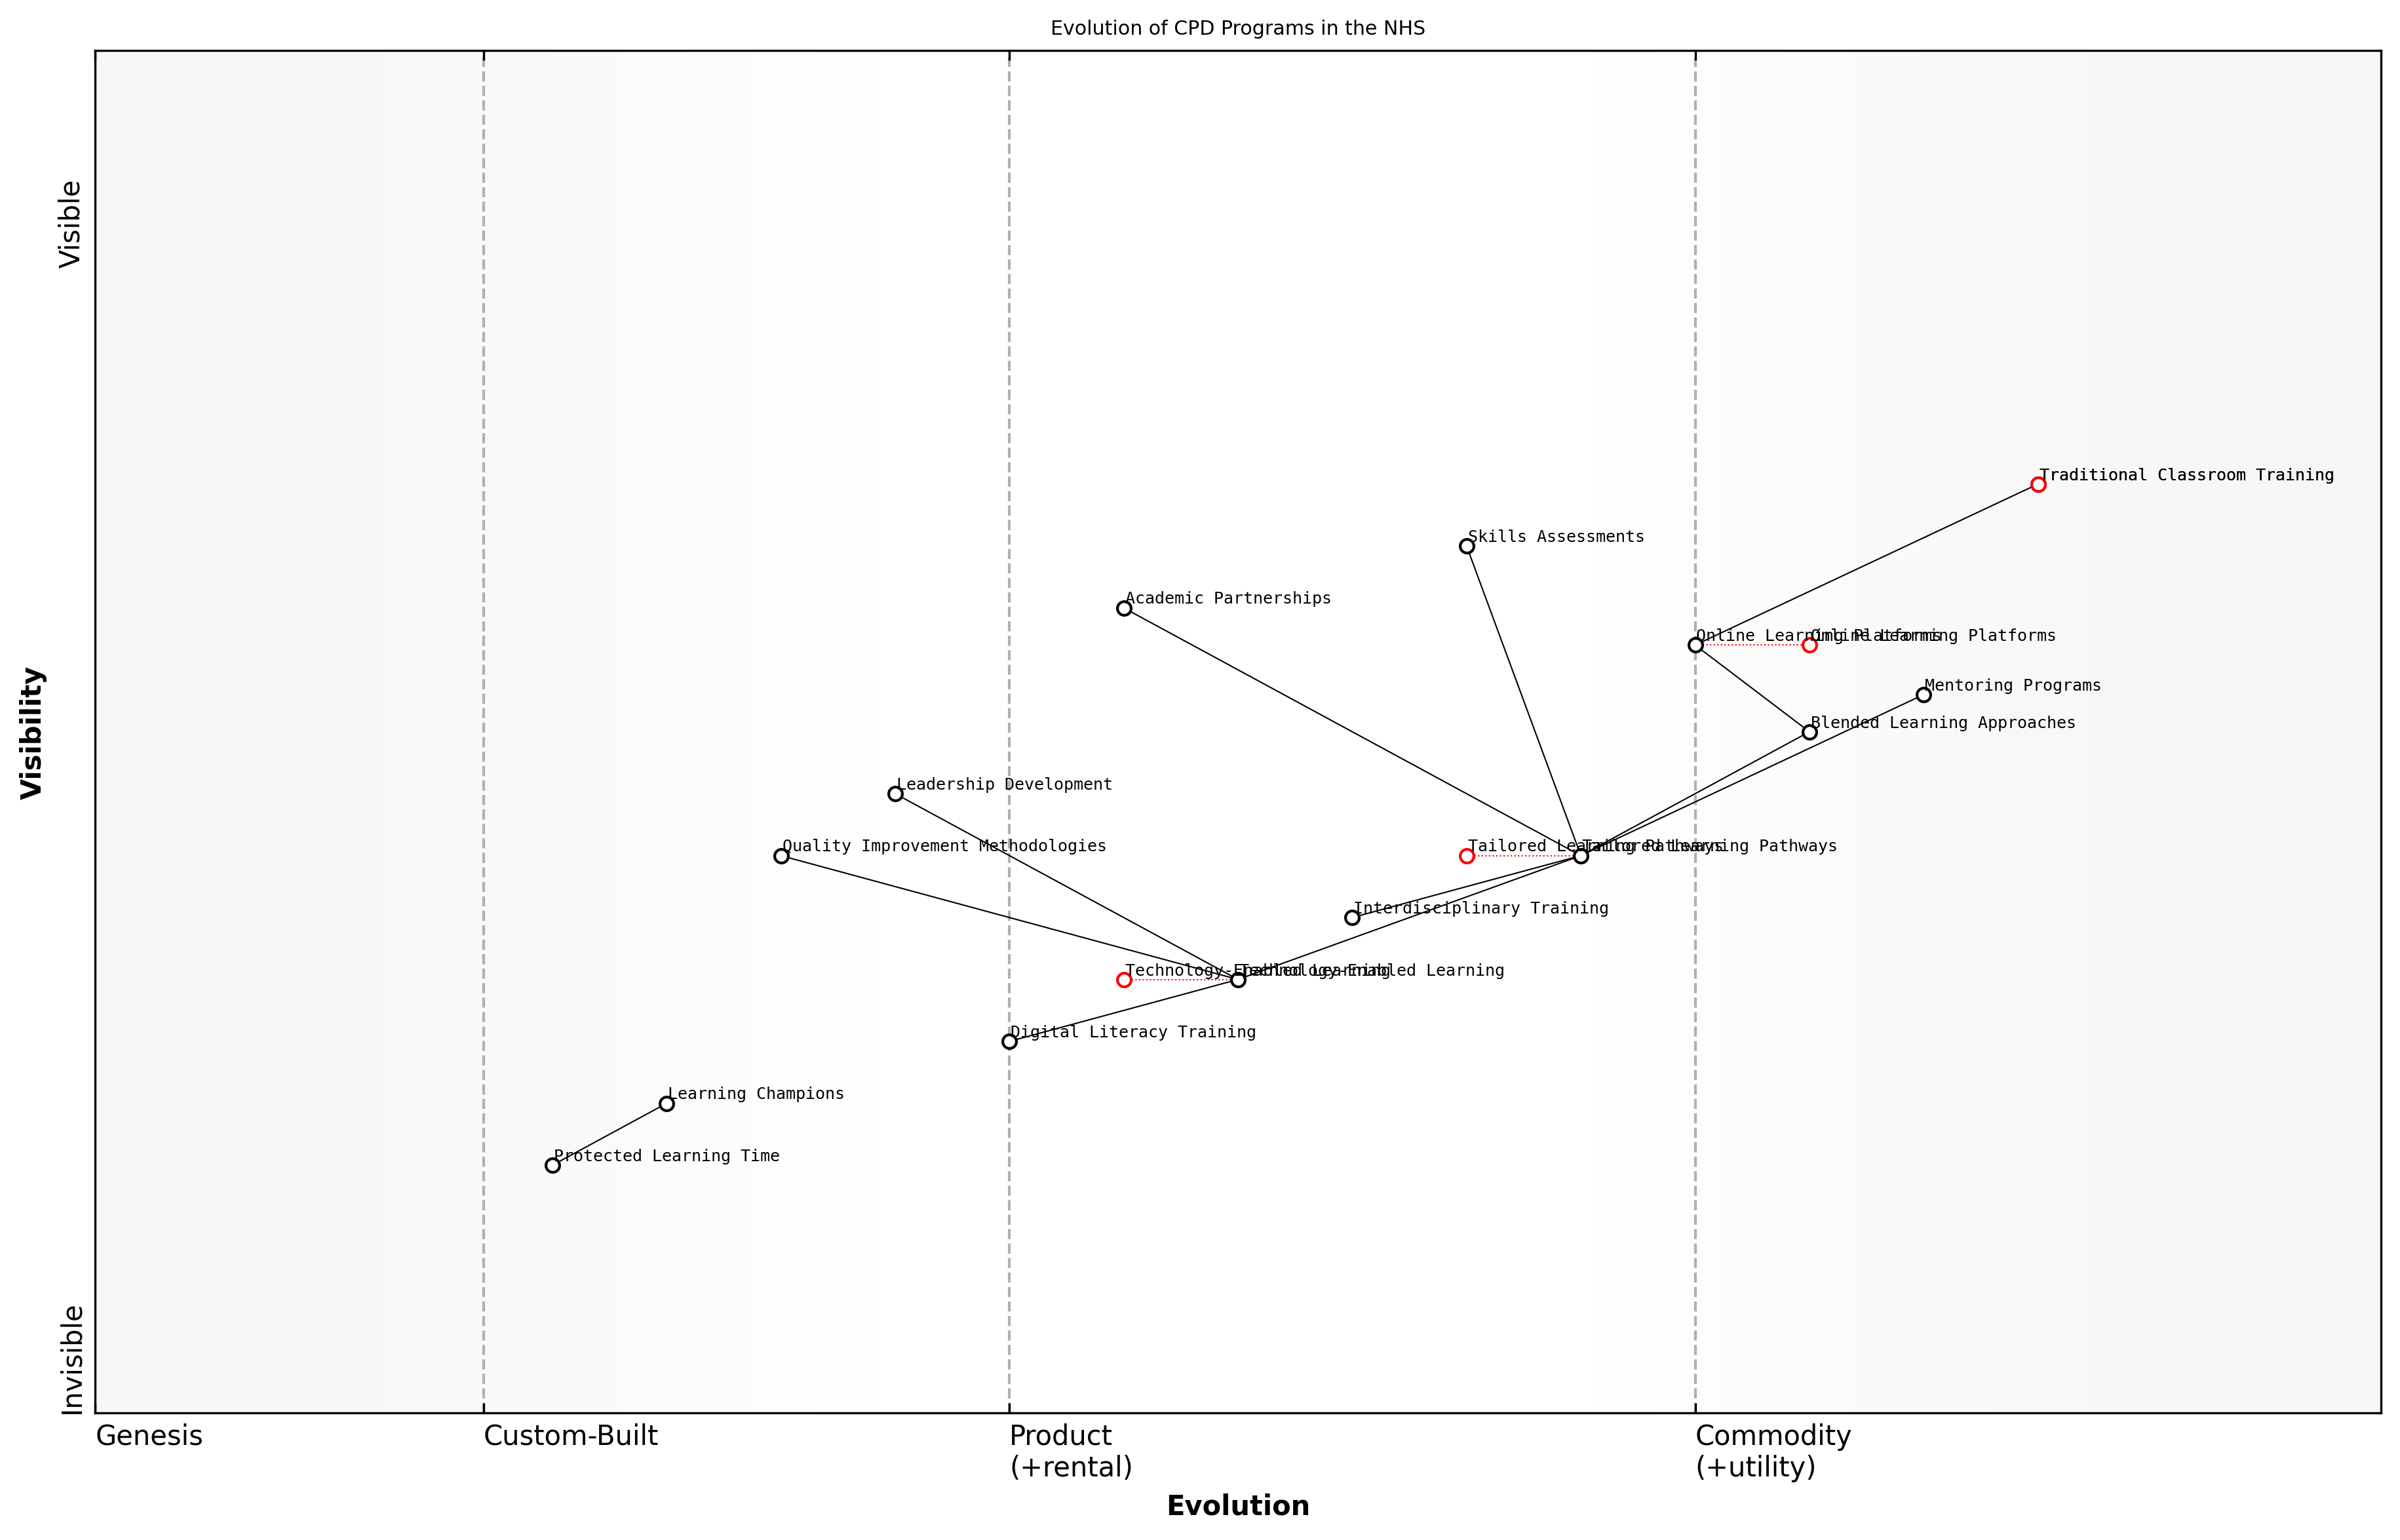 Evolution of CPD Programs in the NHS
Visible
Visibility
Invisible
Traditional Classroom Training
Skills Assessments
Academic Partnerships
Online Learning Platforms
Online Learning Platforms
Mentoring Programs
Blended Learning Approaches
Leadership Development
Quality Improvement Methodologies
Tailored Learning Pathways
Tailored Learning Pathways
Interdisciplinary Training
Technology-Enabled Learning
Technology-Enabled Learning
Digital Literacy Training
Learning Champions
Protected Learning Time
Genesis
Custom-Built
Product
(+rental)
Commodity
(+utility)
Evolution